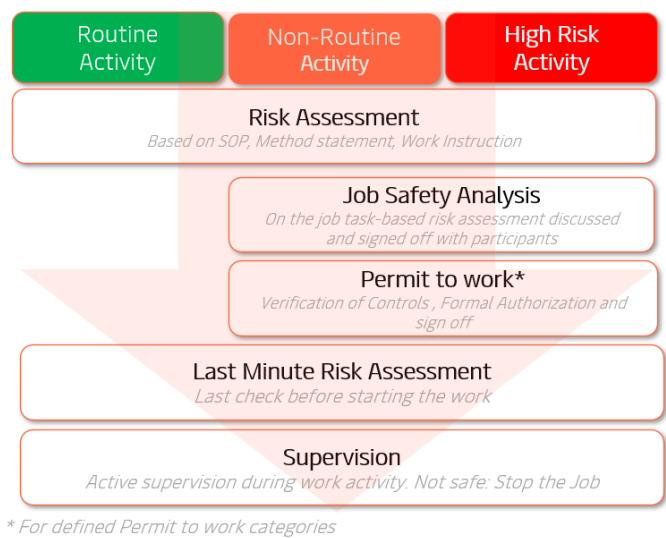 Routine
Activity
Non-Routine
Activity
High Risk
Activity
Risk Assessment
Based on SOP, Method statement, Work Instruction
Job Safety Analysis
On the job task-based risk assessment discussed
and signed off with participants
Permit to work*
Verification of Controls , Formal Authorization and
sign off
Last Minute Risk Assessment
Last check before starting the work
Supervision
Active supervision during work activity. Not safe: Stop the Job
* For defined Permit to work categories